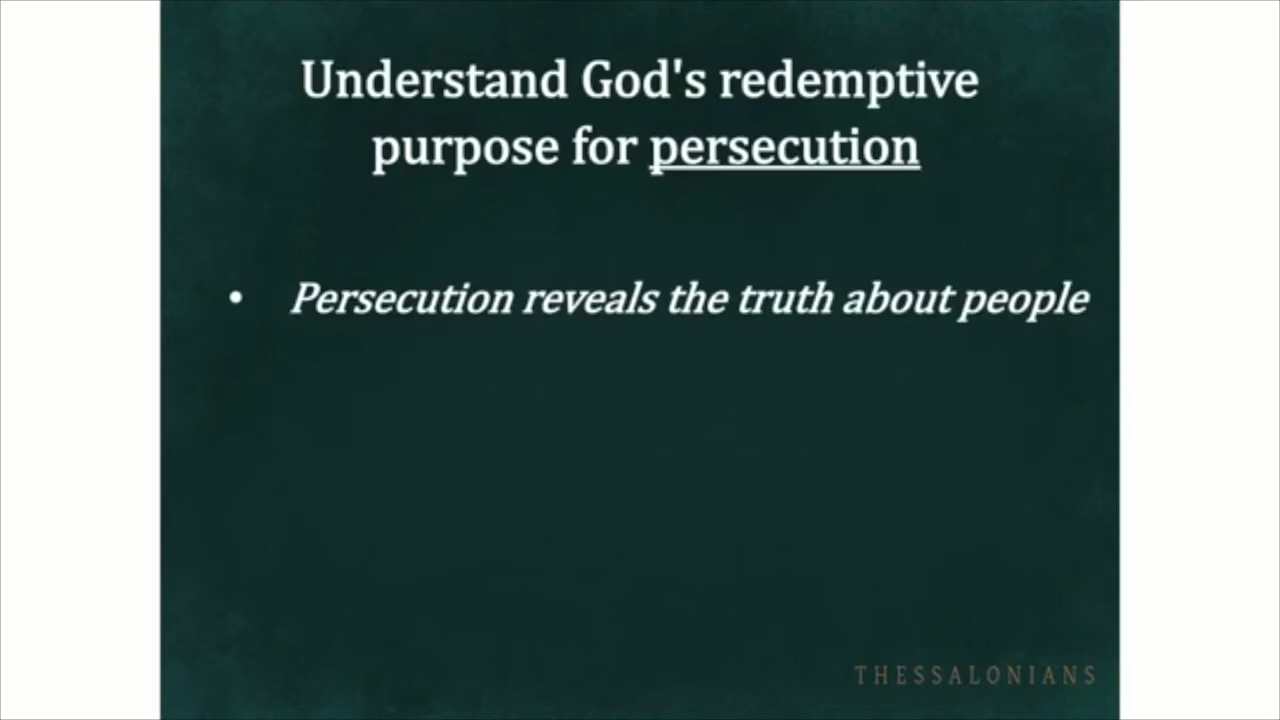 Understand God's redemptive
purpose for persecution
• Persecution reveals the truth about people
THESSALONIANS